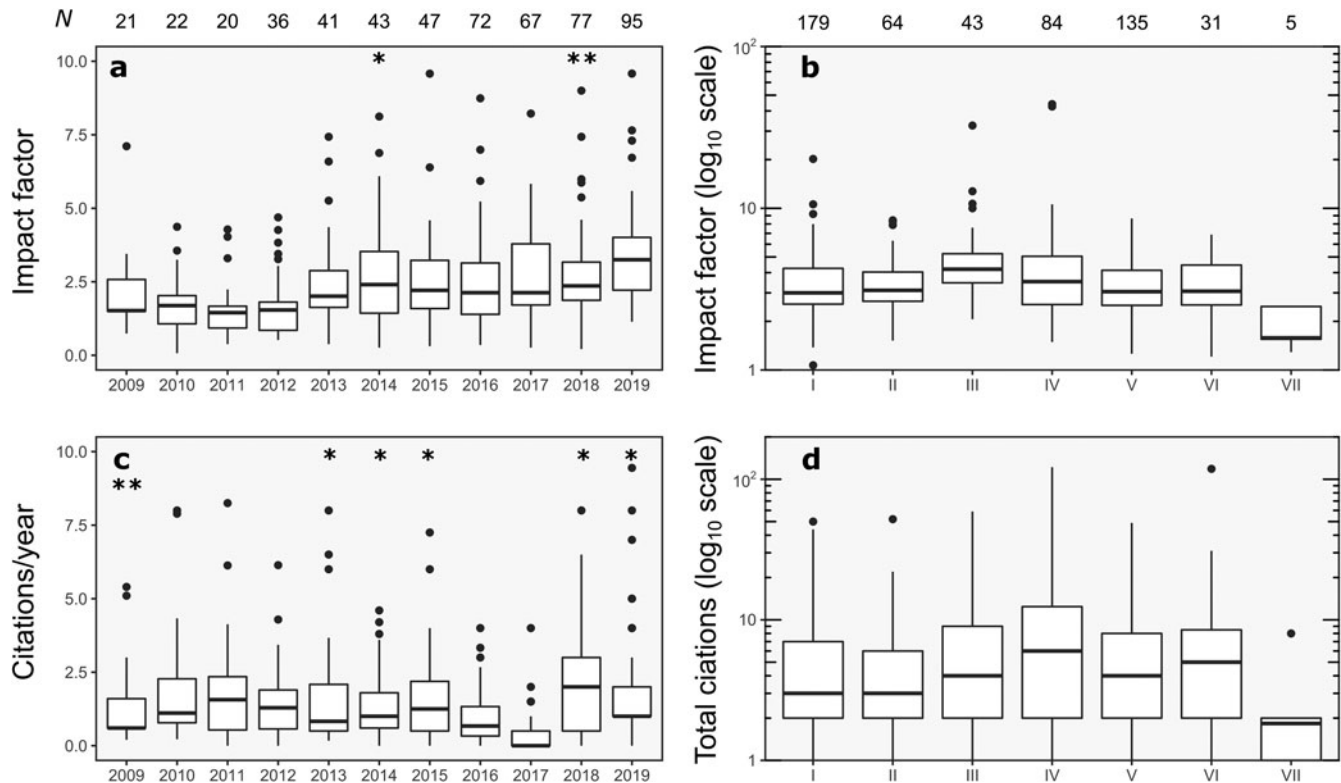 N 21 22 20 36 41 43 47 72 67 77 95 179 64 43 84 135 31 5
a * **
Impact factor
10.0
7.5
5.0
2.5
0.0
2009 2010 2011 2012 2013 2014 2015 2016 2017 2018 2019
b
Impact factor (log10 scale)
10²
10
1
I II III IV V VI VII
c * * * * *
**
Citations/year
10.0
7.5
5.0
2.5
0.0
2009 2010 2011 2012 2013 2014 2015 2016 2017 2018 2019
d
Total ciations (log10 scale)
10²
10
1
I II III IV V VI VII